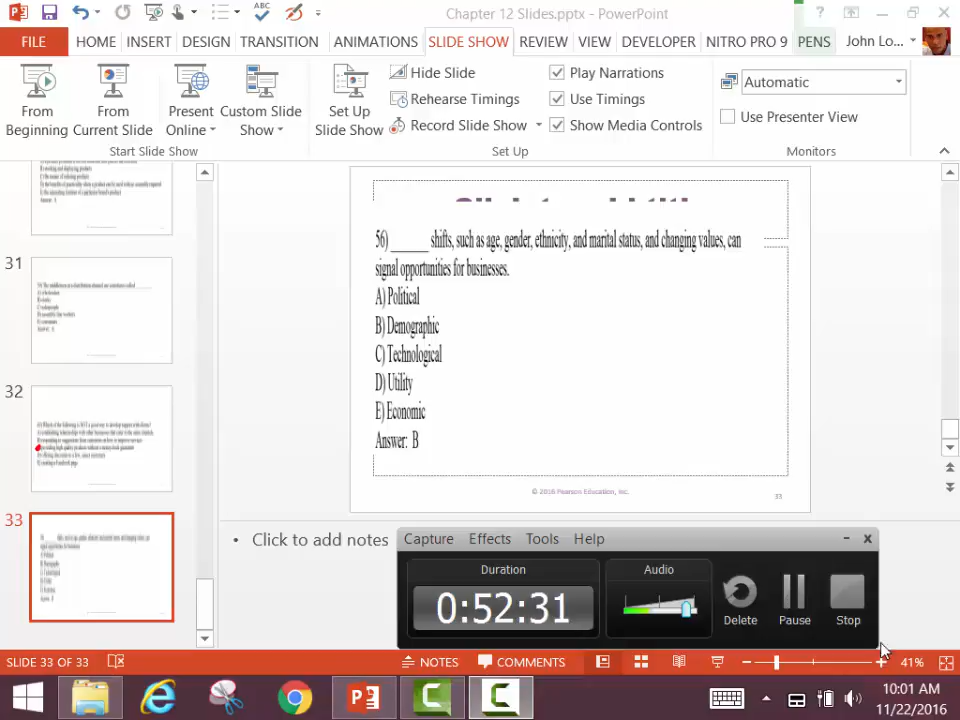 ABC
Chapter 12 Slides.pptx - PowerPoint
?
FILE HOME INSERT DESIGN TRANSITION ANIMATIONS SLIDE SHOW REVIEW VIEW DEVELOPER NITRO PRO 9 PENS John Lo...
Hide Slide
Play Narrations
Automatic
From Beginning
From Current Slide
Present Online
Custom Slide Show
Set Up Slide Show
Rehearse Timings
Use Timings
Record Slide Show
Show Media Controls
Use Presenter View
Start Slide Show
Set Up
Monitors
31
32
33
56) ______ shifts, such as age, gender, ethnicity, and marital status, and changing values, can
signal opportunities for businesses.
A) Political
B) Demographic
C) Technological
D) Utility
E) Economic
Answer: B
© 2016 Pearson Education, Inc.
33
• Click to add notes
Capture Effects Tools Help
Duration
Audio
0:52:31
Delete Pause Stop
SLIDE 33 OF 33
NOTES
COMMENTS
41%
10:01 AM
11/22/2016